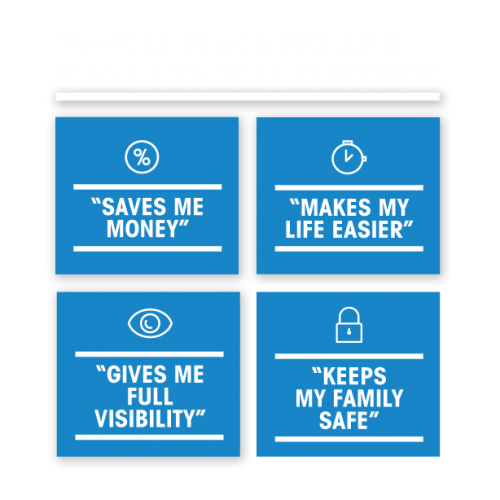 %
“SAVES ME
MONEY”
“MAKES MY
LIFE EASIER”
“GIVES ME
FULL
VISIBILITY”
“KEEPS
MY FAMILY
SAFE”